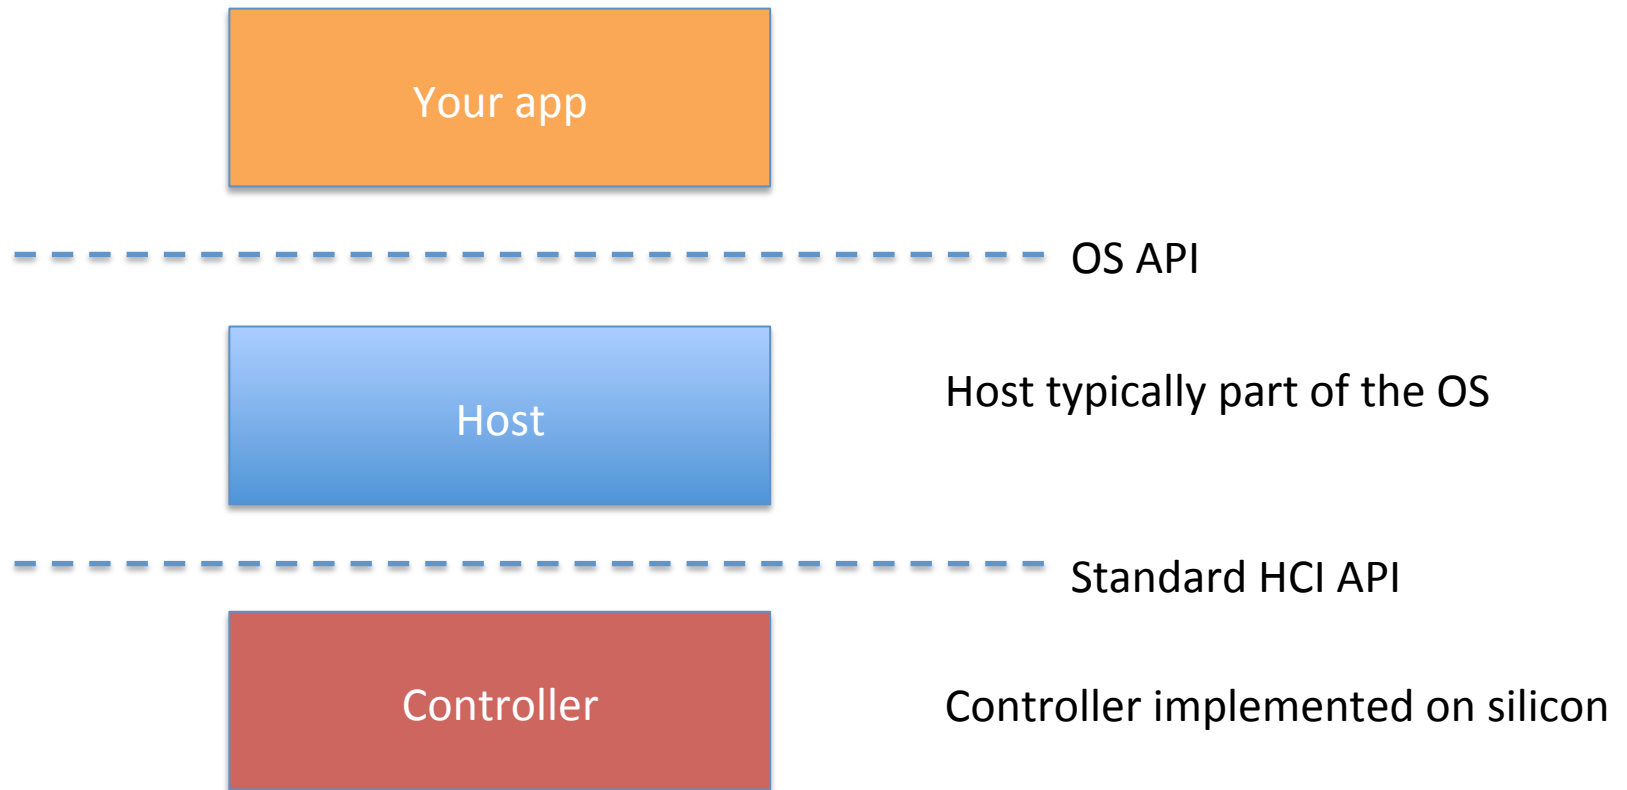 Your app
OS API
Host typically part of the OS
Host
Standard HCI API
Controller
Controller implemented on silicon